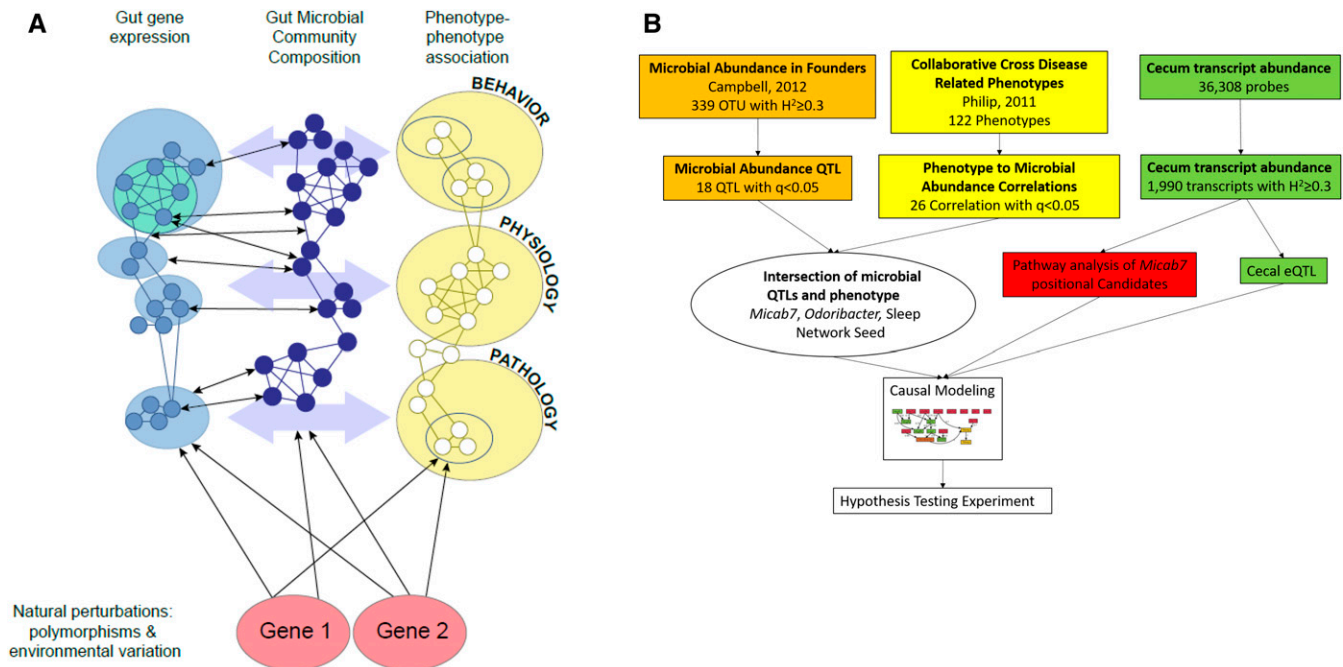 A
Gut gene
expression
Gut Microbial
Community
Composition
Phenotype-
phenotype
association
BEHAVIOR
PHYSIOLOGY
PATHOLOGY
Natural perturbations:
polymorphisms &
environmental variation
Gene 1
Gene 2
B
Microbial Abundance in Founders
Campbell, 2012
339 OTU with H²≥0.3
Collaborative Cross Disease
Related Phenotypes
Philip, 2011
122 Phenotypes
Cecum transcript abundance
36,308 probes
Microbial Abundance QTL
18 QTL with q<0.05
Phenotype to Microbial
Abundance Correlations
26 Correlation with q<0.05
Cecum transcript abundance
1,990 transcripts with H²≥0.3
Intersection of microbial
QTLs and phenotype
Micab7, Odoribacter, Sleep
Network Seed
Pathway analysis of Micab7
positional Candidates
Cecal eQTL
Causal Modeling
Hypothesis Testing Experiment